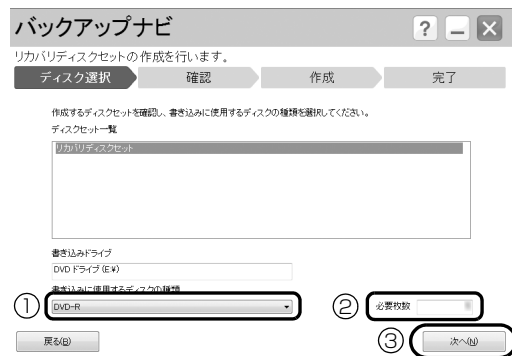 バックアップナビ
?
リカバリディスクセットの作成を行います。
ディスク選択 確認 作成 完了
作成するディスクセットを確認し、書き込みに使用するディスクの種類を選択してください。
ディスクセット一覧
リカバリディスクセット
書き込みドライブ
DVD ドライブ (E:¥)
書き込みに使用するディスクの種類
① DVD-R
② 必要枚数
戻る(B)
③ 次へ(N)